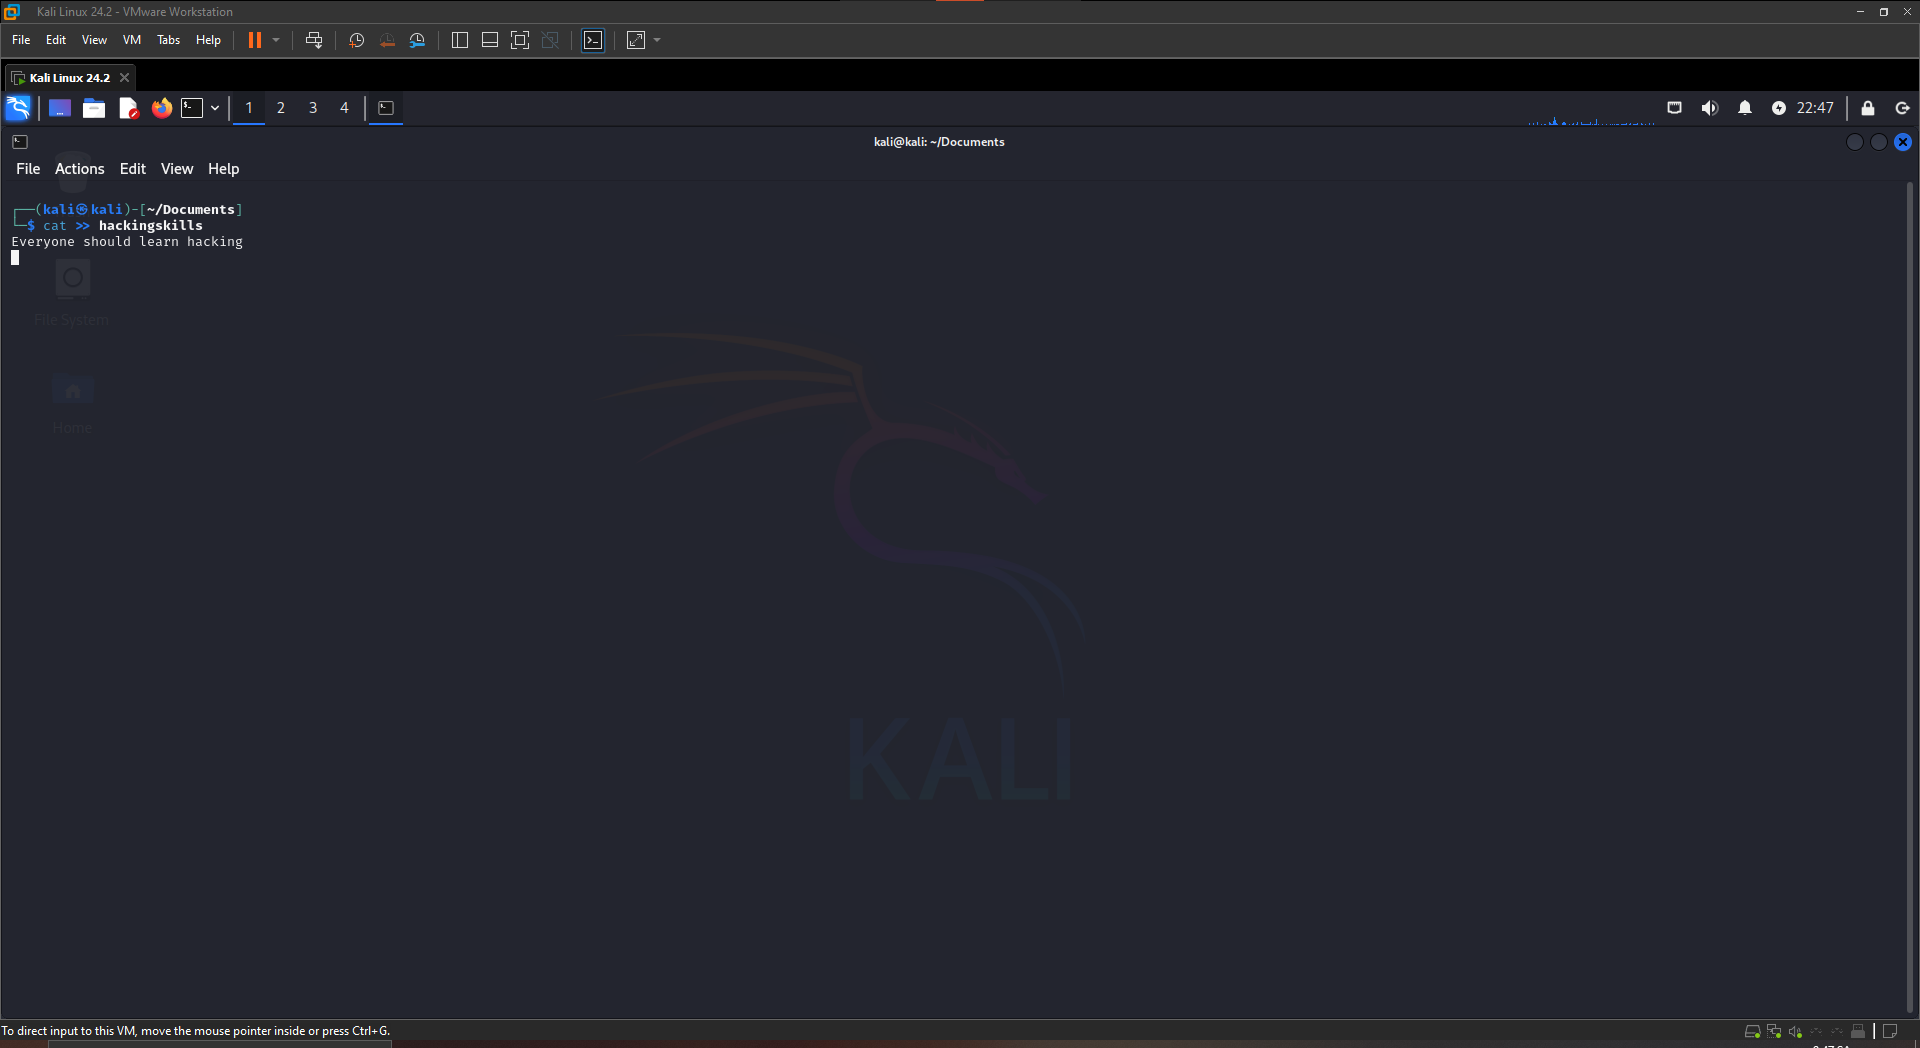 Kali Linux 24.2 - VMware Workstation
File Edit View VM Tabs Help
Kali Linux 24.2
1 2 3 4 22:47
kali@kali: ~/Documents
File Actions Edit View Help
┌──(kali㉿kali)-[~/Documents]
└─$ cat >> hackingskills
Everyone should learn hacking
File System
Home
KALI
To direct input to this VM, move the mouse pointer inside or press Ctrl+G.